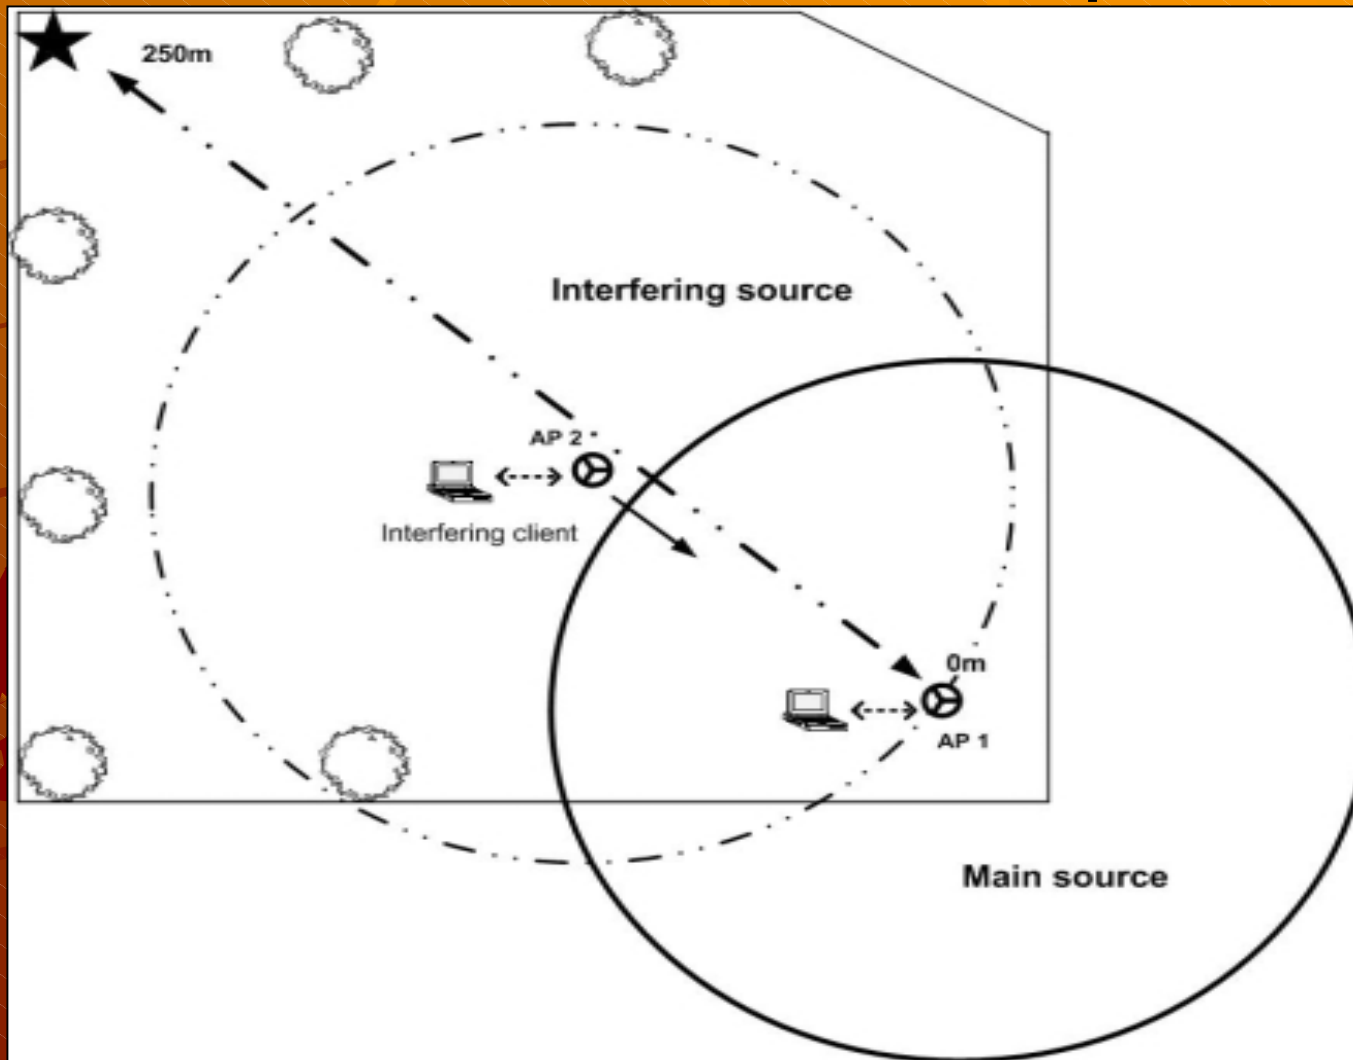 250m
Interfering source
AP 2
Interfering client
0m
AP 1
Main source